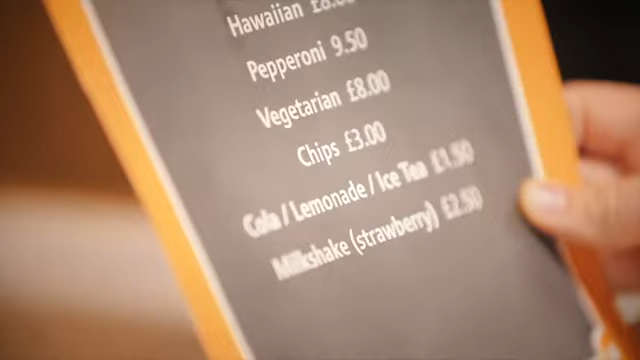 Hawaiian
Pepperoni 9.50
Vegetarian £8.00
Chips £3.00
Cola / Lemonade / Ice Tea £1.50
Milkshake (strawberry) £2.50